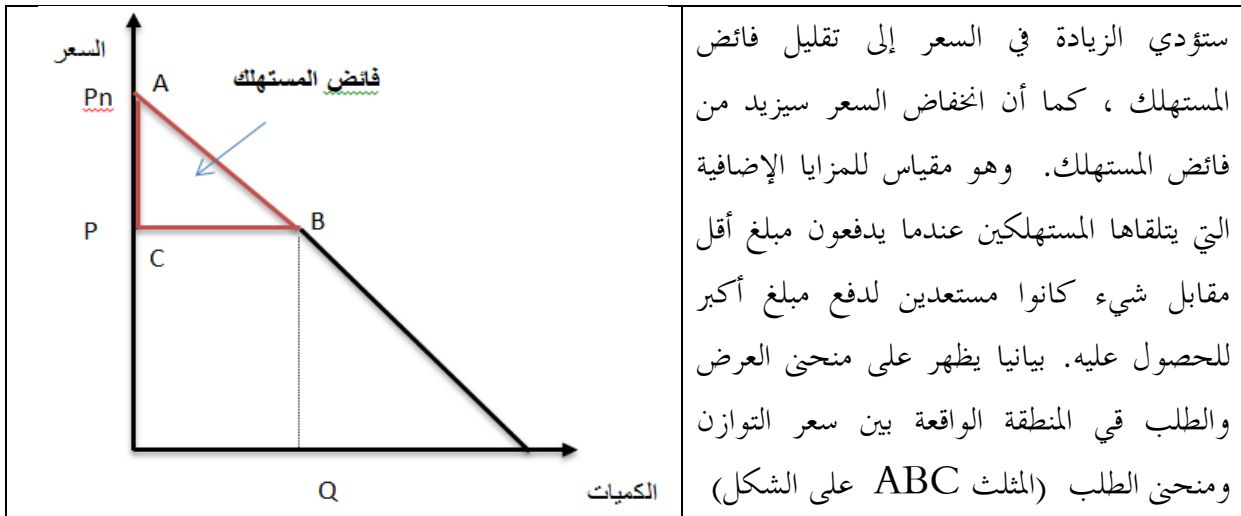 ستؤدي الزيادة في السعر إلى تقليل فائض
المستهلك ، كما أن انخفاض السعر سيزيد من
فائض المستهلك. وهو مقياس للمزايا الإضافية
التي يتلقاها المستهلكين عندما يدفعون مبلغ أقل
مقابل شيء كانوا مستعدين لدفع مبلغ أكبر
للحصول عليه. بيانيا يظهر على منحنى العرض
والطلب قي المنطقة الواقعة بين سعر التوازن
ومنحنى الطلب (المثلث ABC على الشكل)
السعر
فائض المستهلك
Pn
A
P
B
C
Q
الكميات